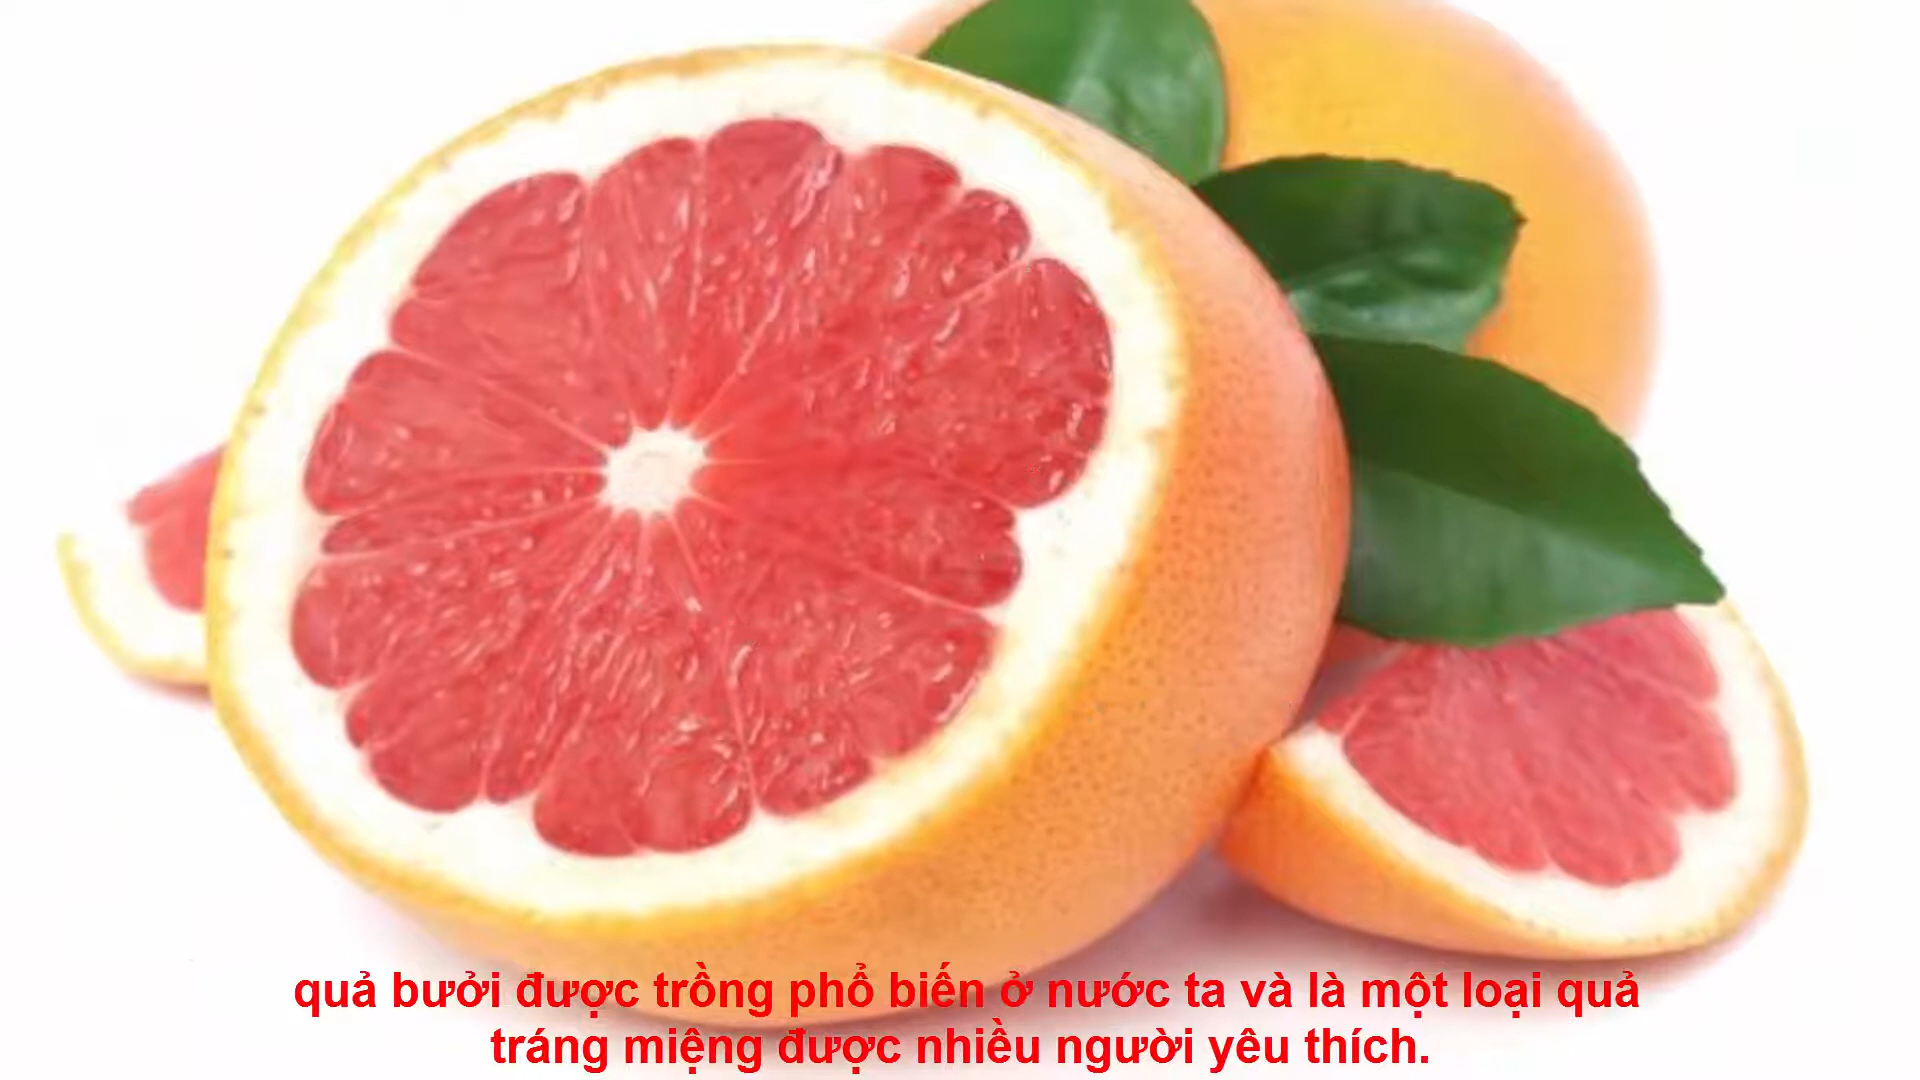 quả bưởi được trồng phổ biến ở nước ta và là một loại quả
tráng miệng được nhiều người yêu thích.